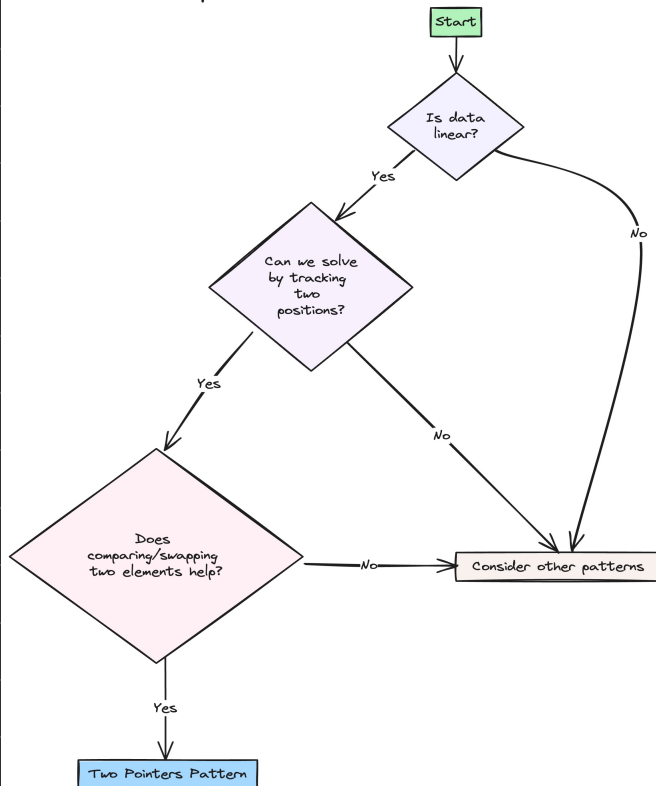 Start
Is data
linear?
Yes
No
Can we solve
by tracking
two
positions?
Yes
No
Does
comparing/swapping
two elements help?
No
Consider other patterns
Yes
Two Pointers Pattern